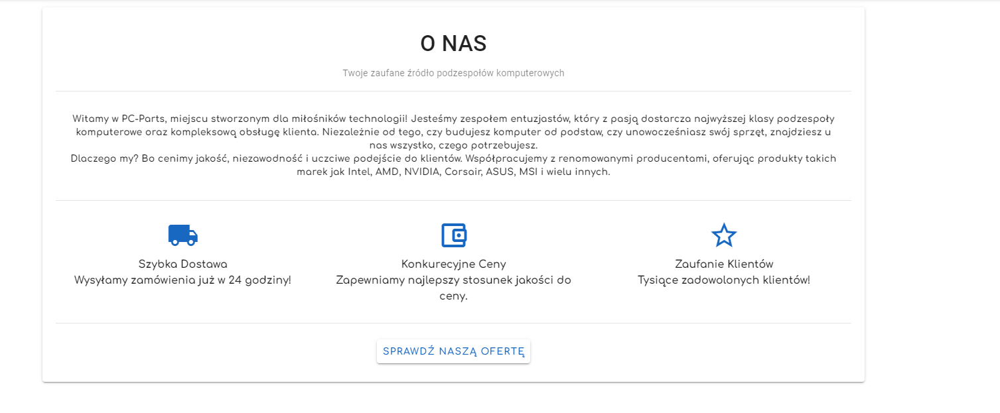 O NAS
Twoje zaufane źródło podzespołów komputerowych
Witamy w PC-Parts, miejscu stworzonym dla miłośników technologii! Jesteśmy zespołem entuzjastów, który z pasją dostarcza najwyższej klasy podzespoły
komputerowe oraz kompleksową obsługę klienta. Niezależnie od tego, czy budujesz komputer od podstaw, czy unowocześniasz swój sprzęt, znajdziesz u
nas wszystko, czego potrzebujesz.
Dlaczego my? Bo cenimy jakość, niezawodność i uczciwe podejście do klientów. Współpracujemy z renomowanymi producentami, oferując produkty takich
marek jak Intel, AMD, NVIDIA, Corsair, ASUS, MSI i wielu innych.
Szybka Dostawa
Wysyłamy zamówienia już w 24 godziny!
Konkurecyjne Ceny
Zapewniamy najlepszy stosunek jakości do
ceny.
Zaufanie Klientów
Tysiące zadowolonych klientów!
SPRAWDŹ NASZĄ OFERTĘ